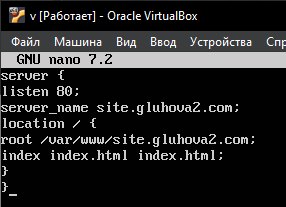 v [Работает] - Oracle VirtualBox
Файл Машина Вид Ввод Устройства
GNU nano 7.2
server {
listen 80;
server_name site.gluhova2.com;
location / {
root /var/www/site.gluhova2.com;
index index.html index.html;
}
}